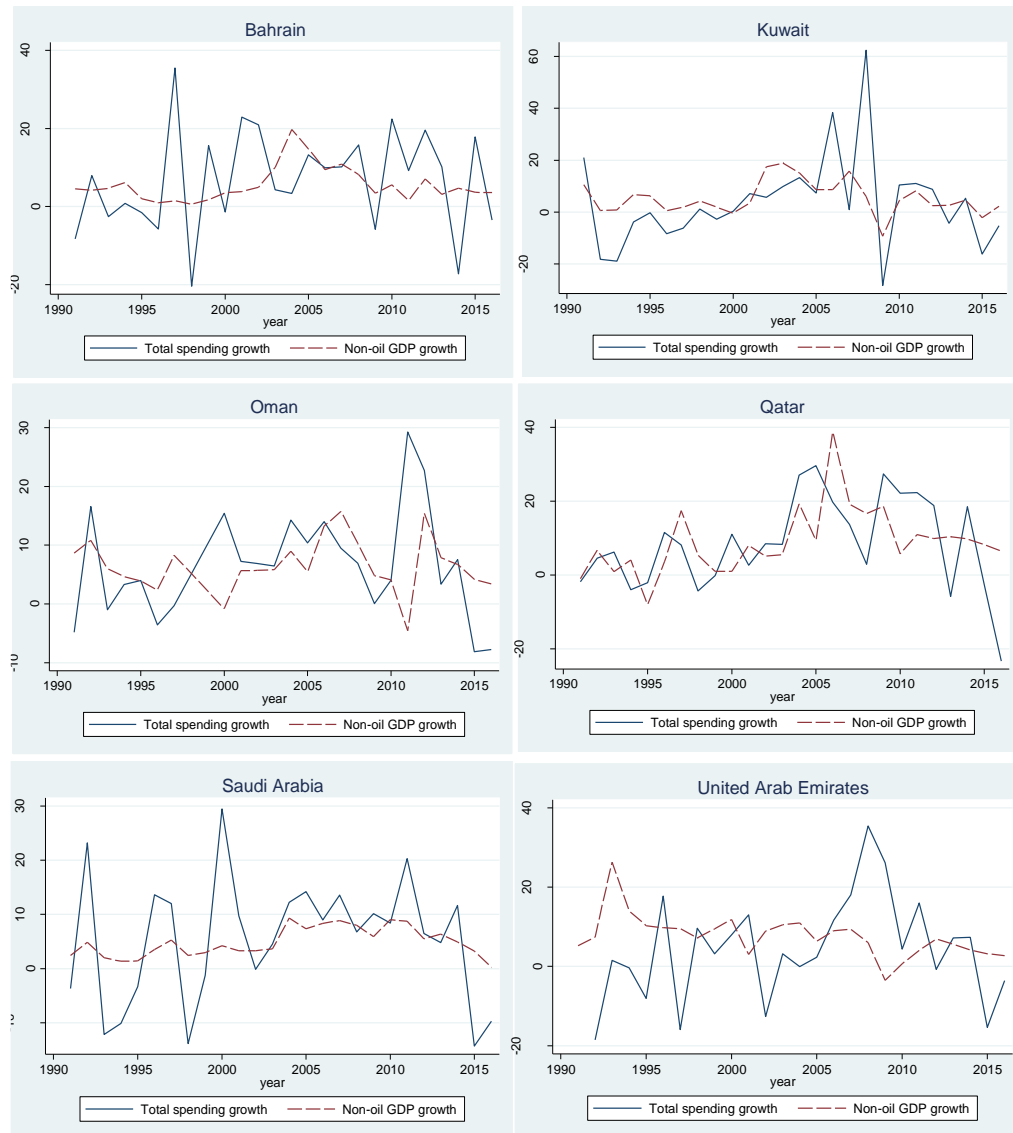 Bahrain
40
20
0
-20
1990 1995 2000 2005 2010 2015
year
Total spending growth Non-oil GDP growth
Kuwait
60
40
20
0
-20
1990 1995 2000 2005 2010 2015
year
Total spending growth Non-oil GDP growth
Oman
30
20
10
0
-10
1990 1995 2000 2005 2010 2015
year
Total spending growth Non-oil GDP growth
Qatar
40
20
0
-20
1990 1995 2000 2005 2010 2015
year
Total spending growth Non-oil GDP growth
Saudi Arabia
30
20
10
0
1990 1995 2000 2005 2010 2015
year
Total spending growth Non-oil GDP growth
United Arab Emirates
40
20
0
-20
1990 1995 2000 2005 2010 2015
year
Total spending growth Non-oil GDP growth